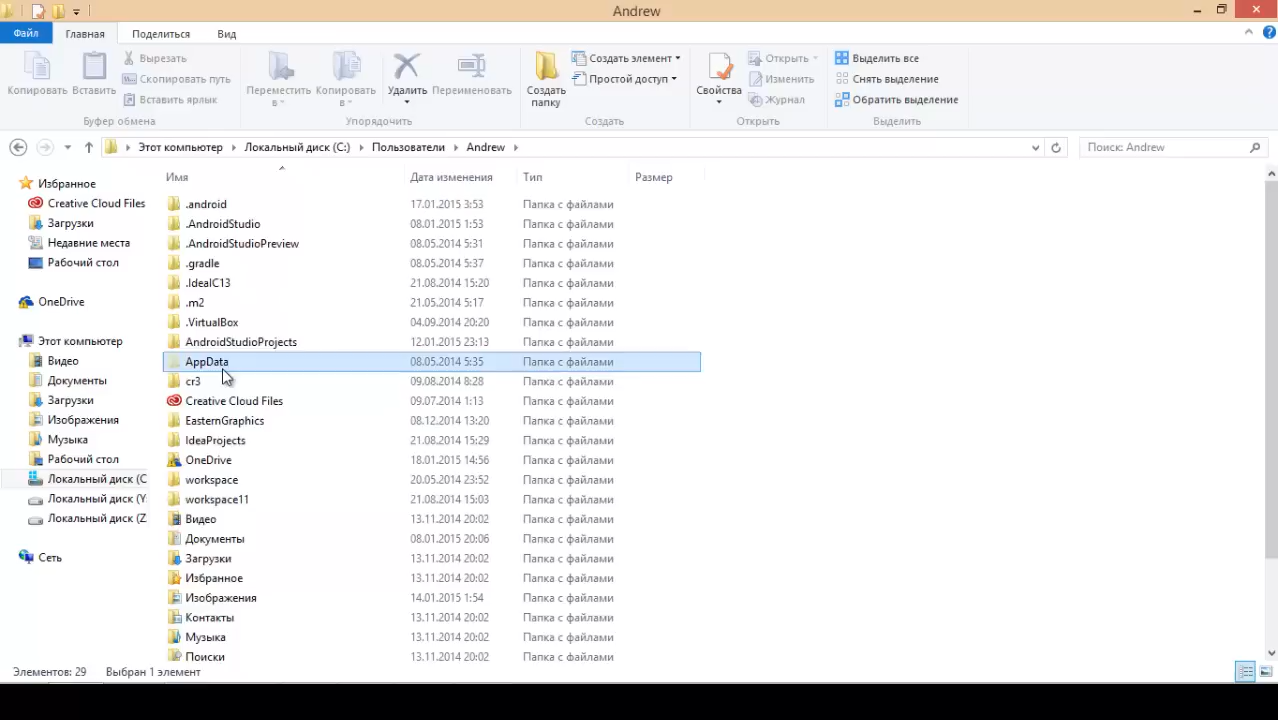 Andrew
Файл
Главная
Поделиться
Вид
Копировать
Вставить
Вырезать
Скопировать путь
Вставить ярлык
Буфер обмена
Переместить в
Копировать в
Удалить
Переименовать
Упорядочить
Создать папку
Создать элемент
Простой доступ
Создать
Свойства
Открыть
Изменить
Журнал
Открыть
Выделить все
Снять выделение
Обратить выделение
Выделить
Этот компьютер Локальный диск (C:) Пользователи Andrew
Поиск: Andrew
Избранное
Creative Cloud Files
Загрузки
Недавние места
Рабочий стол
OneDrive
Этот компьютер
Видео
Документы
Загрузки
Изображения
Музыка
Рабочий стол
Локальный диск (C
Локальный диск (Y:
Локальный диск (Z
Сеть
Имя Дата изменения Тип Размер
.android 17.01.2015 3:53 Папка с файлами
.AndroidStudio 08.01.2015 1:53 Папка с файлами
.AndroidStudioPreview 08.05.2014 5:31 Папка с файлами
.gradle 08.05.2014 5:37 Папка с файлами
.IdeaIC13 21.08.2014 15:20 Папка с файлами
.m2 21.05.2014 5:17 Папка с файлами
.VirtualBox 04.09.2014 20:20 Папка с файлами
AndroidStudioProjects 12.01.2015 23:13 Папка с файлами
AppData 08.05.2014 5:35 Папка с файлами
cr3 09.08.2014 8:28 Папка с файлами
Creative Cloud Files 09.07.2014 1:13 Папка с файлами
EasternGraphics 08.12.2014 13:20 Папка с файлами
IdeaProjects 21.08.2014 15:29 Папка с файлами
OneDrive 18.01.2015 14:56 Папка с файлами
workspace 20.05.2014 23:52 Папка с файлами
workspace11 21.08.2014 15:03 Папка с файлами
Видео 13.11.2014 20:02 Папка с файлами
Документы 08.01.2015 20:06 Папка с файлами
Загрузки 13.11.2014 20:02 Папка с файлами
Избранное 13.11.2014 20:02 Папка с файлами
Изображения 14.01.2015 1:54 Папка с файлами
Контакты 13.11.2014 20:02 Папка с файлами
Музыка 13.11.2014 20:02 Папка с файлами
Поиски 13.11.2014 20:02 Папка с файлами
Элементов: 29 Выбран 1 элемент